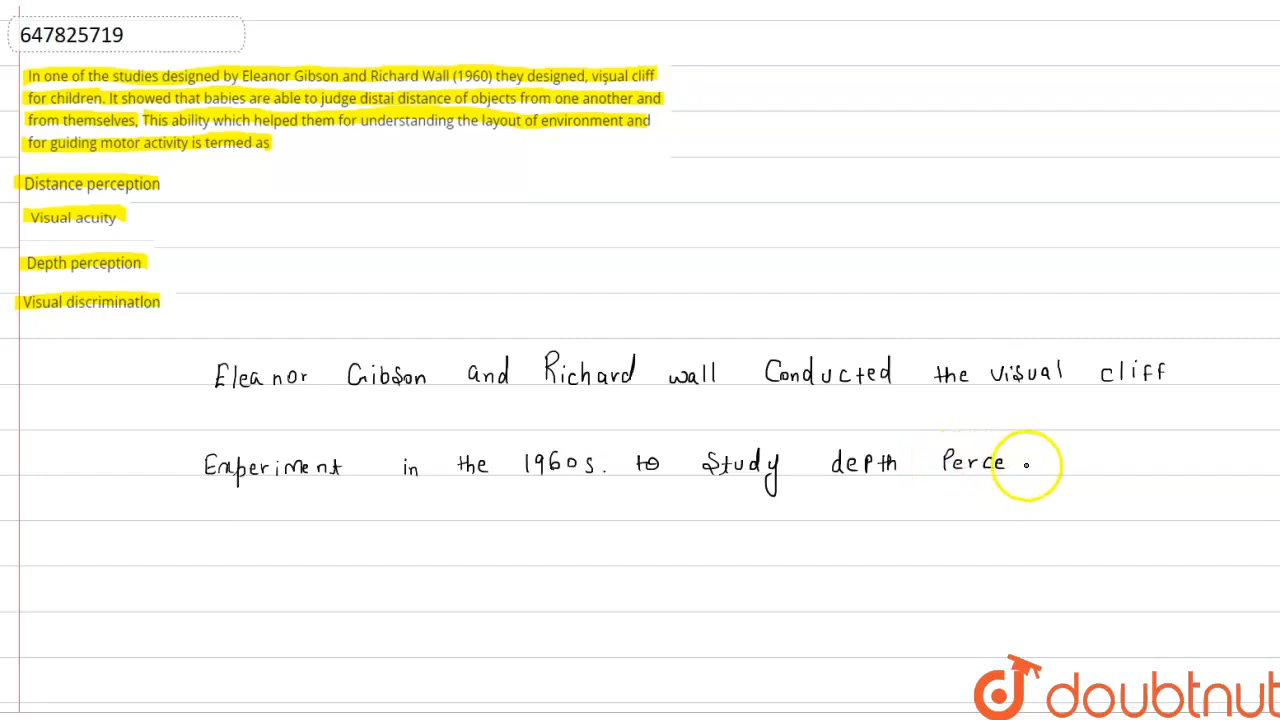 647825719
In one of the studies designed by Eleanor Gibson and Richard Wall (1960) they designed, visual cliff
for children. It showed that babies are able to judge distai distance of objects from one another and
from themselves, This ability which helped them for understanding the layout of environment and
for guiding motor activity is termed as
Distance perception
Visual acuity
Depth perception
Visual discrimination
Eleanor Gibson and Richard wall Conducted the visual cliff
Experiment in the 1960s. to Study depth Perce
doubtnut